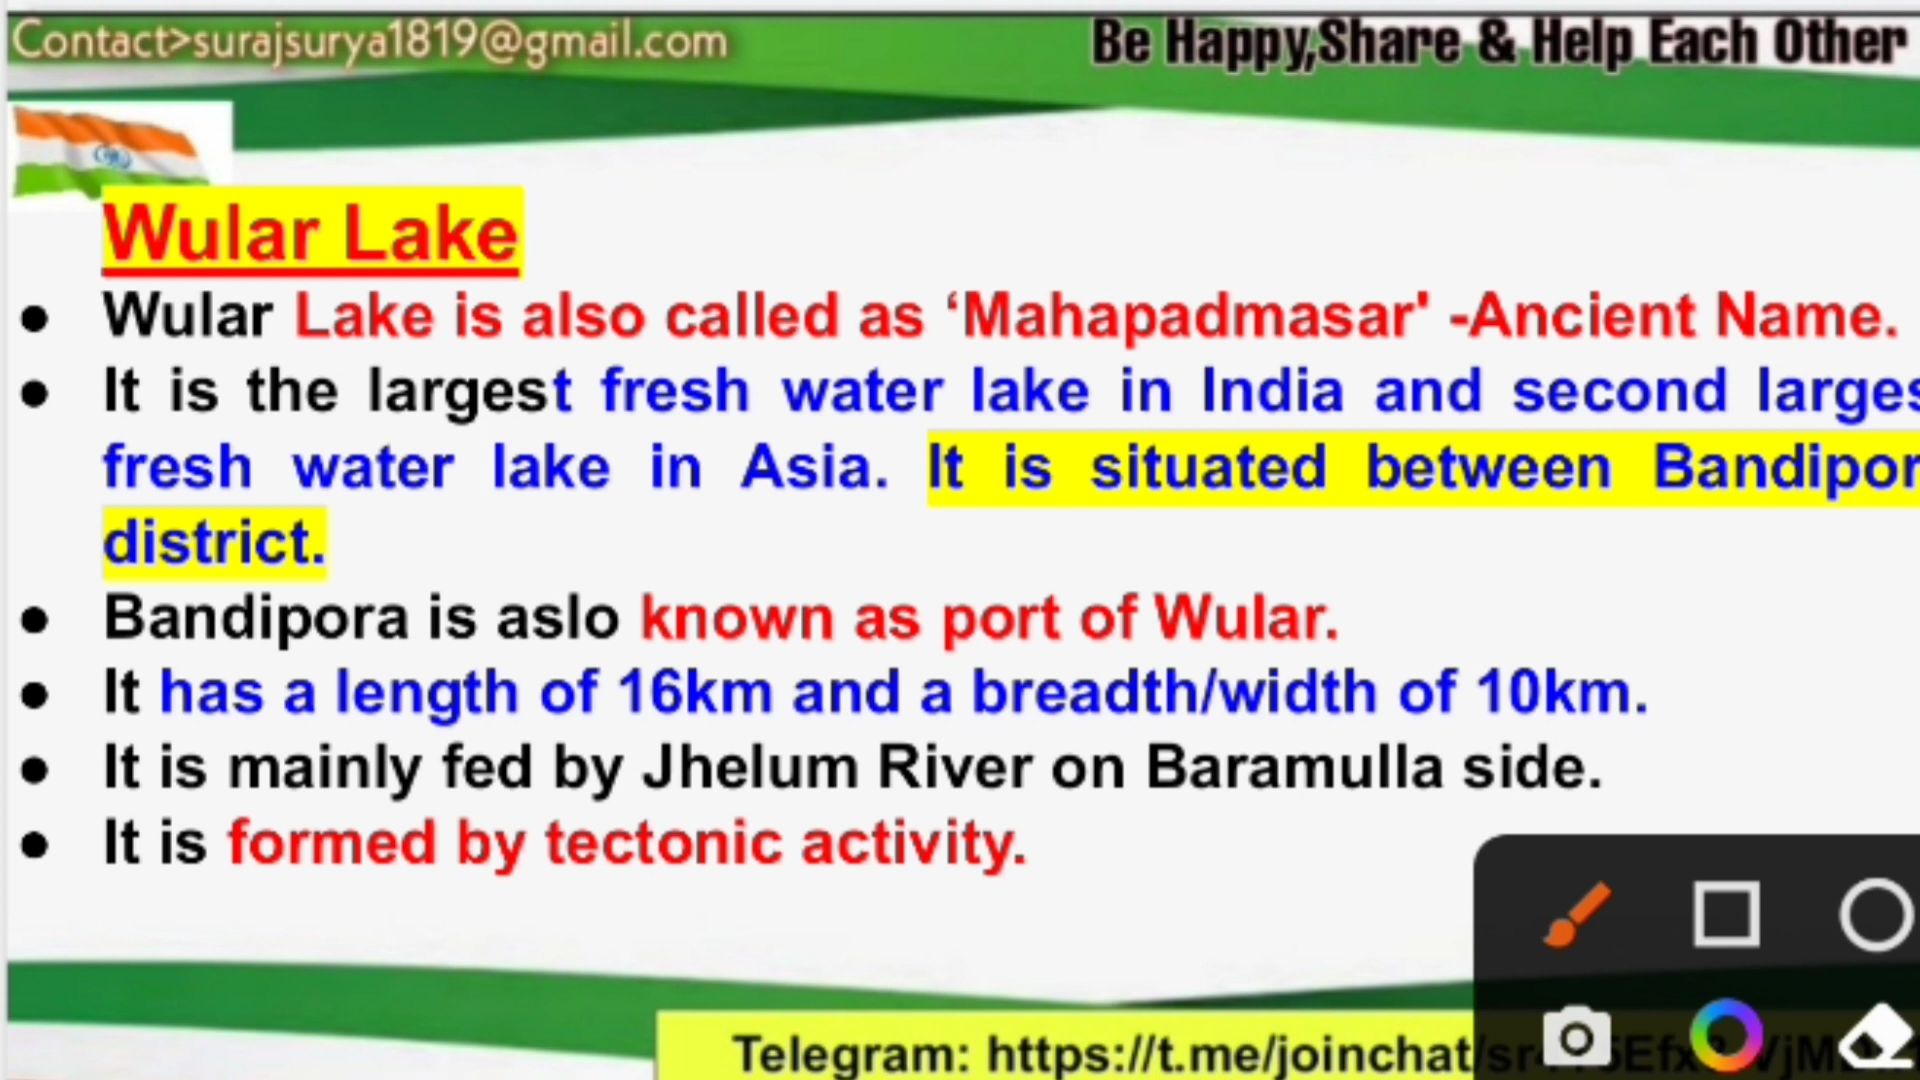 Contact>surajsurya1819@gmail.com
Be Happy,Share & Help Each Other
Wular Lake
● Wular Lake is also called as ‘Mahapadmasar' -Ancient Name.
● It is the largest fresh water lake in India and second larges
fresh water lake in Asia. It is situated between Bandipor
district.
● Bandipora is aslo known as port of Wular.
● It has a length of 16km and a breadth/width of 10km.
● It is mainly fed by Jhelum River on Baramulla side.
● It is formed by tectonic activity.
Telegram: https://t.me/joinchat/